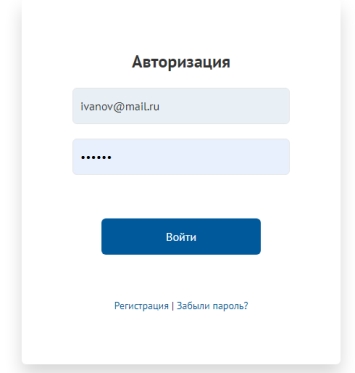 Авторизация
ivanov@mail.ru
••••••
Войти
Регистрация | Забыли пароль?